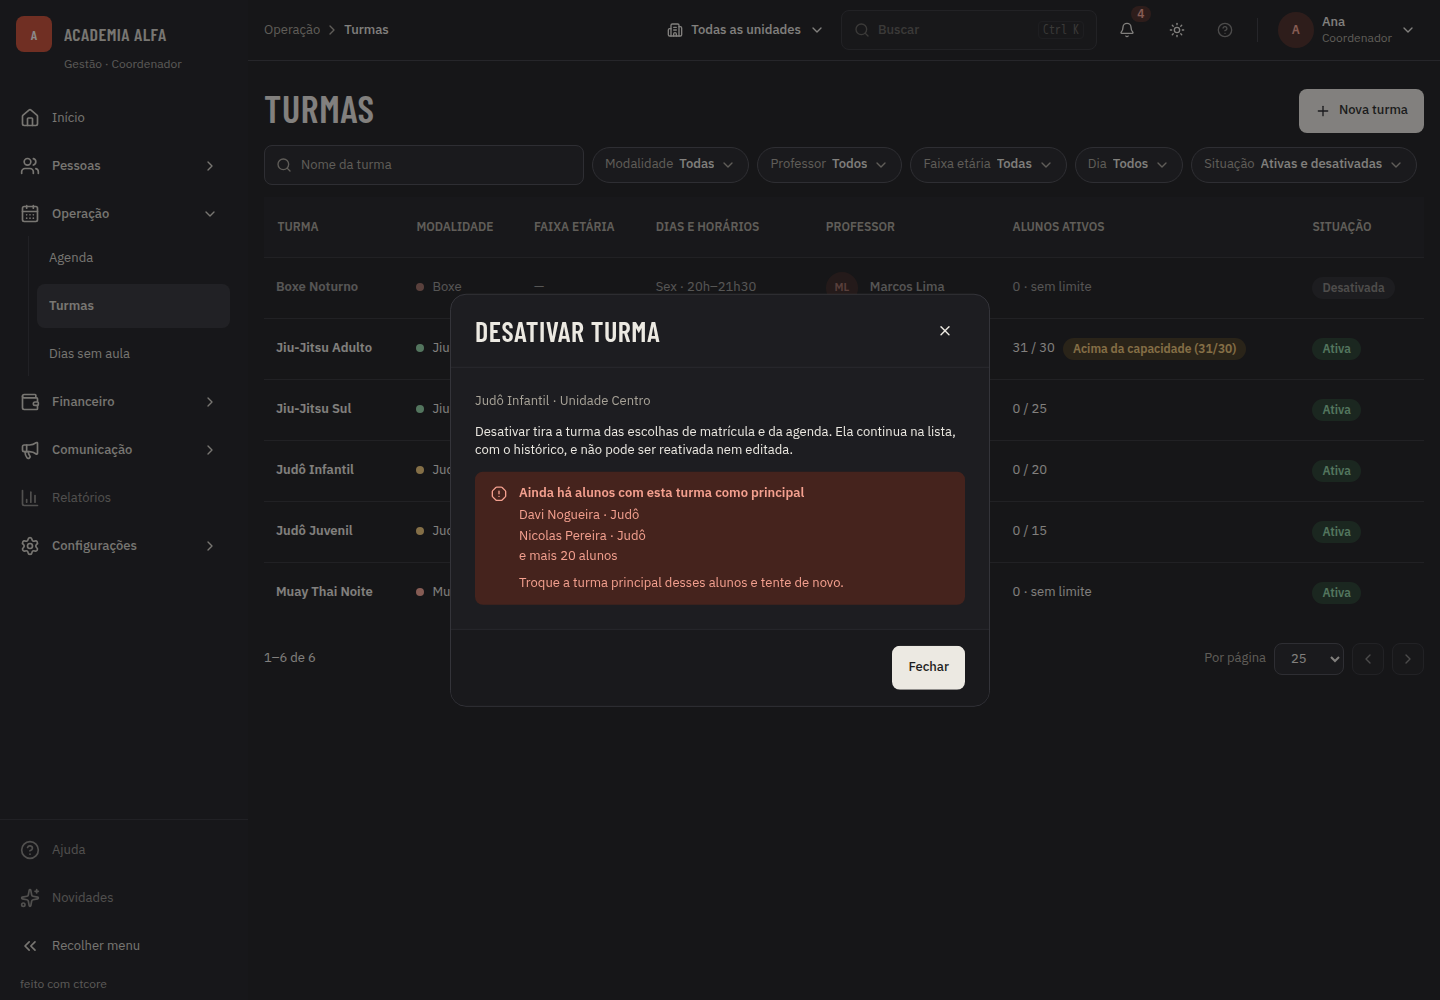 A
ACADEMIA ALFA
Gestão · Coordenador
Início
Pessoas
Operação
Agenda
Turmas
Dias sem aula
Financeiro
Comunicação
Relatórios
Configurações
Ajuda
Novidades
Recolher menu
feito com ctcore
Operação
Turmas
Todas as unidades
Buscar
Ctrl K
4
A
Ana
Coordenador
TURMAS
Nova turma
Nome da turma
Modalidade Todas
Professor Todos
Faixa etária Todas
Dia Todos
Situação Ativas e desativadas
TURMA MODALIDADE FAIXA ETÁRIA DIAS E HORÁRIOS PROFESSOR ALUNOS ATIVOS SITUAÇÃO
Boxe Noturno Boxe — Sex · 20h–21h30 ML Marcos Lima 0 · sem limite Desativada
Jiu-Jitsu Adulto Jiu 31 / 30 Acima da capacidade (31/30) Ativa
Jiu-Jitsu Sul Jiu 0 / 25 Ativa
Judô Infantil Jud 0 / 20 Ativa
Judô Juvenil Jud 0 / 15 Ativa
Muay Thai Noite Mu 0 · sem limite Ativa
1–6 de 6
Por página 25
DESATIVAR TURMA
Judô Infantil · Unidade Centro
Desativar tira a turma das escolhas de matrícula e da agenda. Ela continua na lista,
com o histórico, e não pode ser reativada nem editada.
Ainda há alunos com esta turma como principal
Davi Nogueira · Judô
Nicolas Pereira · Judô
e mais 20 alunos
Troque a turma principal desses alunos e tente de novo.
Fechar